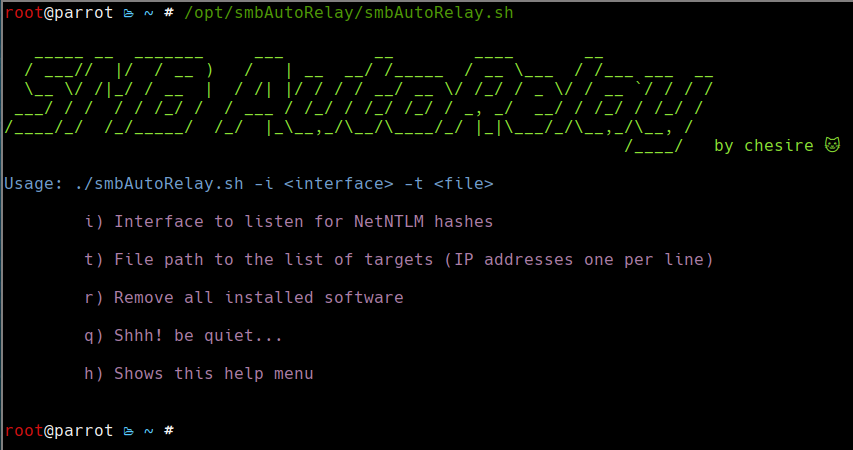 root@parrot ~ # /opt/smbAutoRelay/smbAutoRelay.sh
SMB AutoRelay
by chesire 🐱
Usage: ./smbAutoRelay.sh -i <interface> -t <file>
i) Interface to listen for NetNTLM hashes
t) File path to the list of targets (IP addresses one per line)
r) Remove all installed software
q) Shhh! be quiet...
h) Shows this help menu
root@parrot ~ #